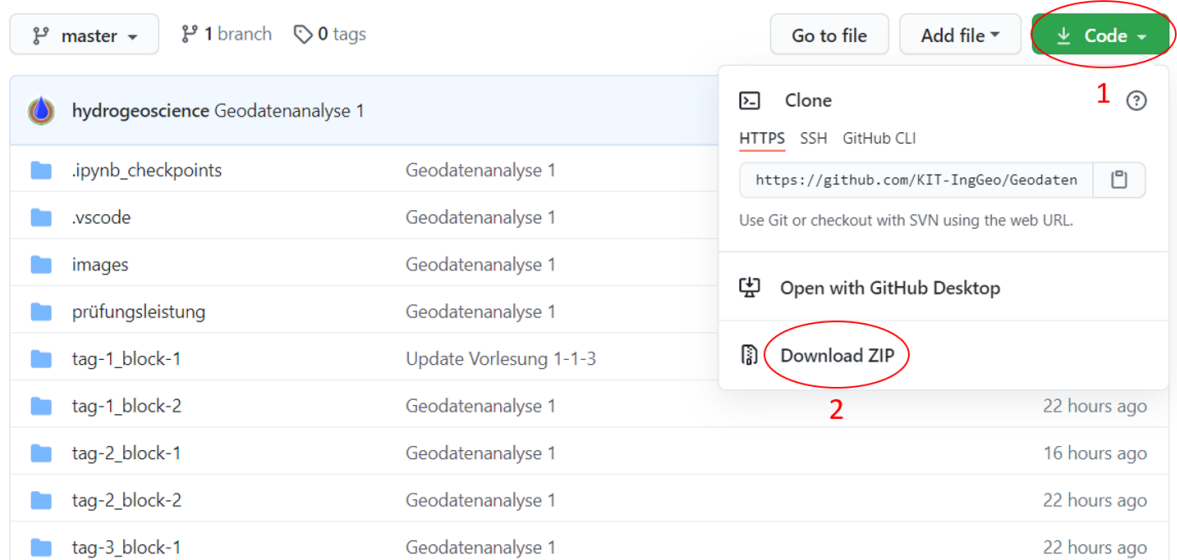 master 1 branch 0 tags Go to file Add file Code
1
hydrogeoscience Geodatenanalyse 1
Clone
HTTPS SSH GitHub CLI
https://github.com/KIT-IngGeo/Geodaten
Use Git or checkout with SVN using the web URL.
Open with GitHub Desktop
Download ZIP
2
.ipynb_checkpoints Geodatenanalyse 1
.vscode Geodatenanalyse 1
images Geodatenanalyse 1
prüfungsleistung Geodatenanalyse 1
tag-1_block-1 Update Vorlesung 1-1-3
tag-1_block-2 Geodatenanalyse 1 22 hours ago
tag-2_block-1 Geodatenanalyse 1 16 hours ago
tag-2_block-2 Geodatenanalyse 1 22 hours ago
tag-3_block-1 Geodatenanalyse 1 22 hours ago